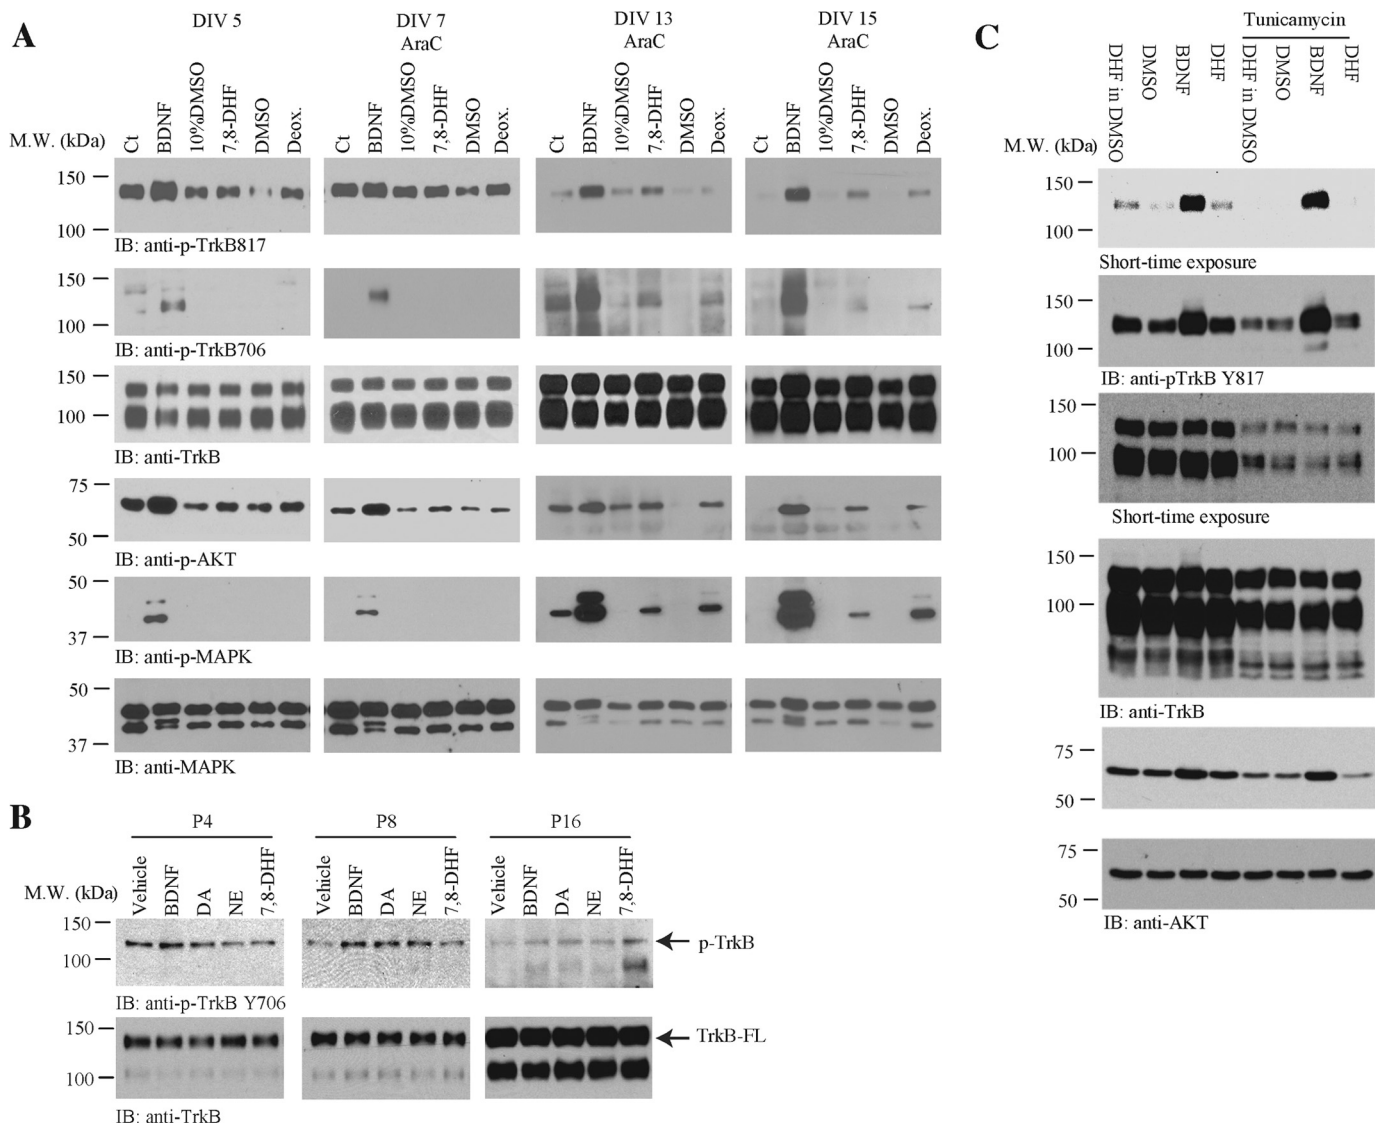 A
DIV 5
DIV 7
AraC
DIV 13
AraC
DIV 15
AraC
M.W. (kDa)
Ct
BDNF
10%DMSO
7,8-DHF
DMSO
Deox.
Ct
BDNF
10%DMSO
7,8-DHF
DMSO
Deox.
Ct
BDNF
10%DMSO
7,8-DHF
DMSO
Deox.
Ct
BDNF
10%DMSO
7,8-DHF
DMSO
Deox.
150
100
IB: anti-p-TrkB817
150
100
IB: anti-p-TrkB706
150
100
IB: anti-TrkB
75
50
IB: anti-p-AKT
50
37
IB: anti-p-MAPK
50
37
IB: anti-MAPK
B
P4
P8
P16
M.W. (kDa)
Vehicle
BDNF
DA
NE
7,8-DHF
Vehicle
BDNF
DA
NE
7,8-DHF
Vehicle
BDNF
DA
NE
7,8-DHF
150
100
p-TrkB
IB: anti-p-TrkB Y706
150
100
TrkB-FL
IB: anti-TrkB
C
Tunicamycin
M.W. (kDa)
DHF in DMSO
DMSO
BDNF
DHF
DHF in DMSO
DMSO
BDNF
DHF
150
100
Short-time exposure
150
100
IB: anti-pTrkB Y817
150
100
Short-time exposure
150
100
IB: anti-TrkB
75
50
75
50
IB: anti-AKT